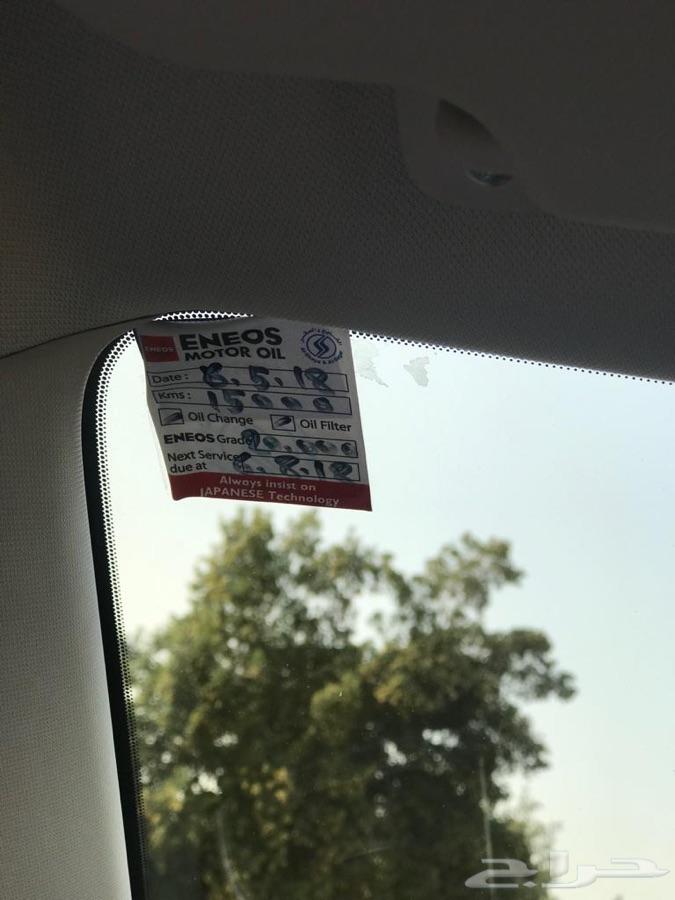 ENEOS
ENEOS
MOTOR OIL
Date: 8.5.18
Kms: 15000
Oil Change Oil Filter
ENEOS Grade
Next Service
due at
Always insist on
JAPANESE Technology
حراج